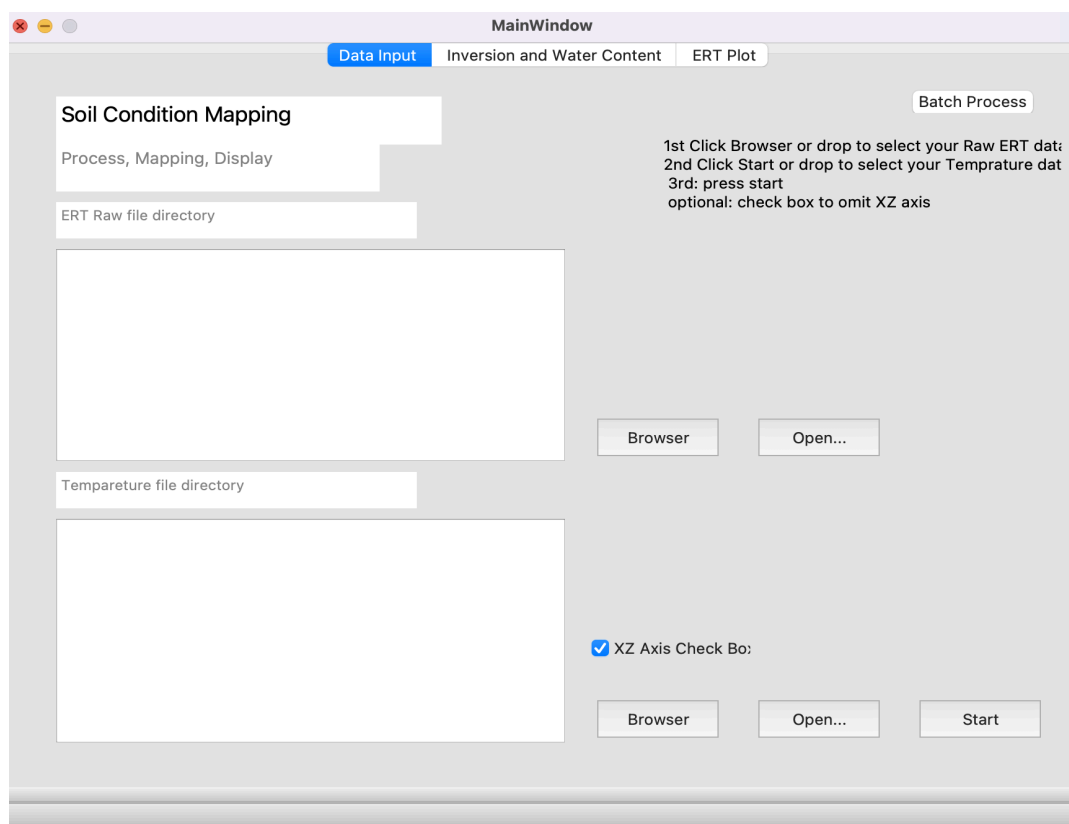 MainWindow
Data Input
Inversion and Water Content
ERT Plot
Batch Process
Soil Condition Mapping
Process, Mapping, Display
1st Click Browser or drop to select your Raw ERT data
2nd Click Start or drop to select your Temprature dat
3rd: press start
optional: check box to omit XZ axis
ERT Raw file directory
Browser
Open...
Tempareture file directory
XZ Axis Check Box
Browser
Open...
Start